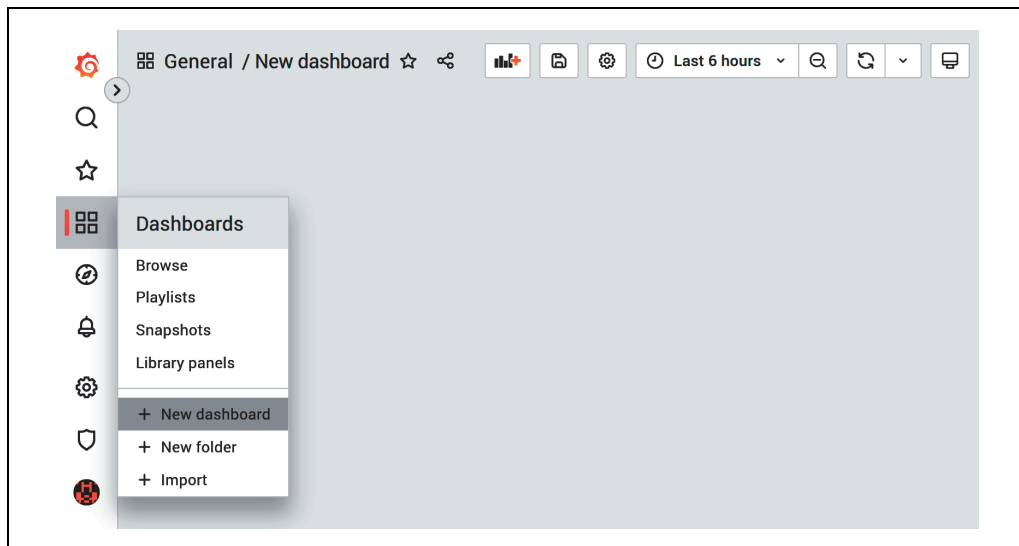 General / New dashboard
Last 6 hours
Dashboards
Browse
Playlists
Snapshots
Library panels
+ New dashboard
+ New folder
+ Import